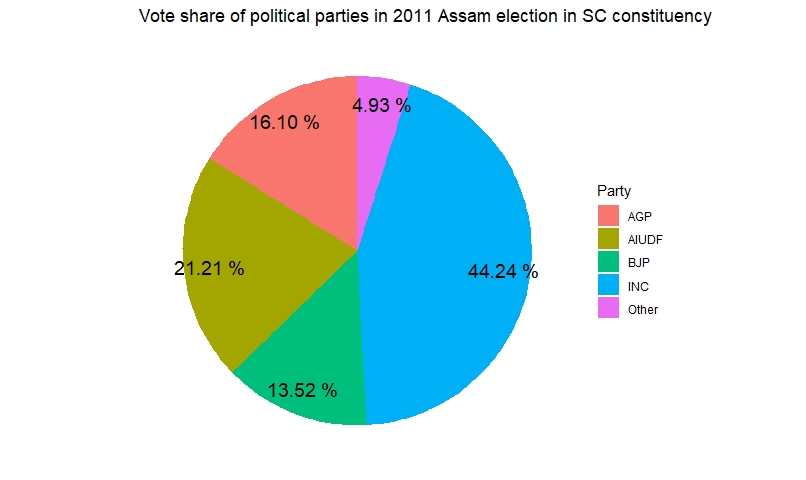 Vote share of political parties in 2011 Assam election in SC constituency
4.93 %
16.10 %
21.21 %
44.24 %
13.52 %
Party
AGP
AIUDF
BJP
INC
Other